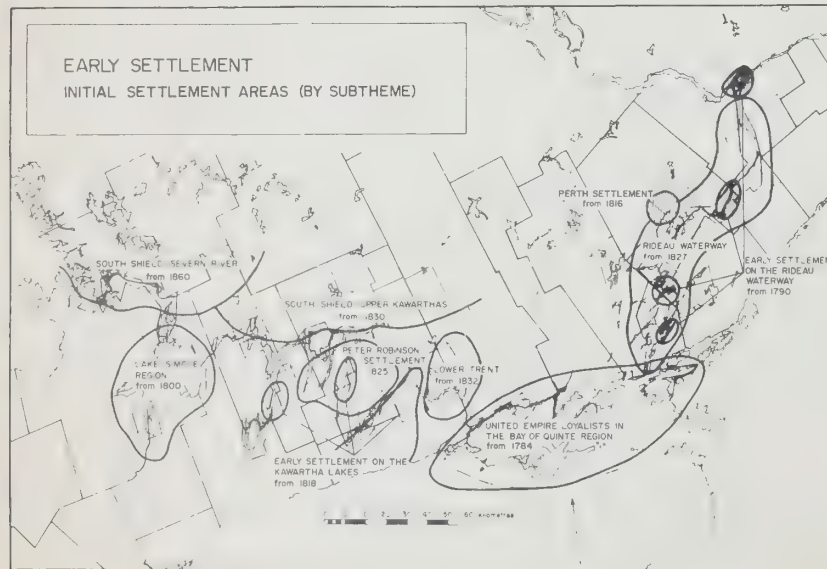 EARLY SETTLEMENT
INITIAL SETTLEMENT AREAS (BY SUBTHEME)
PERTH SETTLEMENT
from 1816
RIDEAU WATERWAY
from 1827
EARLY SETTLEMENT
ON THE RIDEAU
WATERWAY
from 1790
SOUTH SHIELD SEVERN RIVER
from 1860
SOUTH SHIELD UPPER KAWARTHAS
from 1830
LAKE SIMCOE
REGION
from 1800
PETER ROBINSON
SETTLEMENT
825
LOWER TRENT
from 1832
UNITED EMPIRE LOYALISTS IN
THE BAY OF QUINTE REGION
from 1784
EARLY SETTLEMENT ON THE
KAWARTHA LAKES
from 1818
kilometres